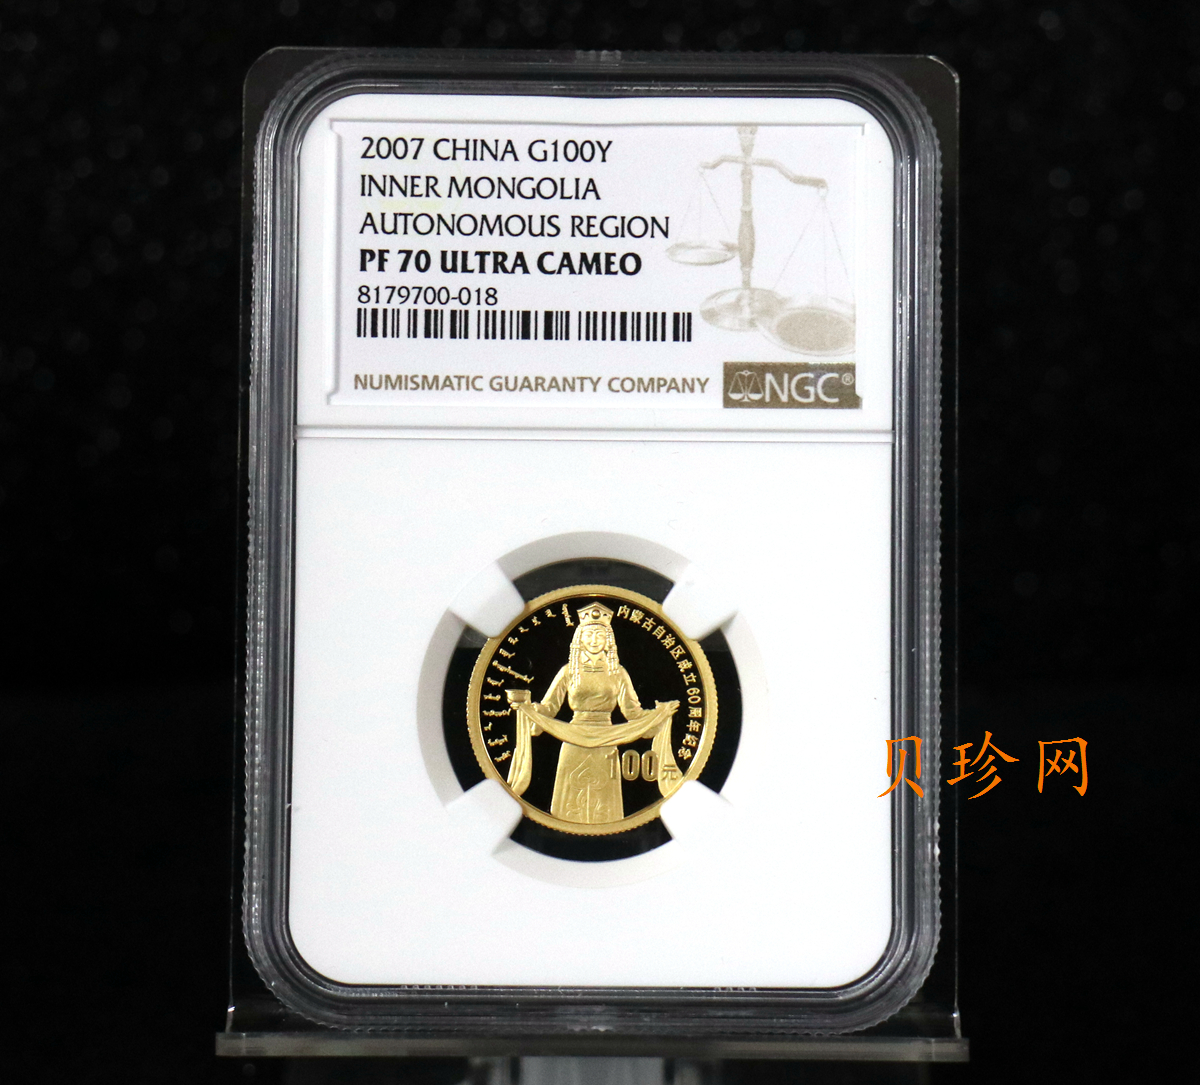 2007 CHINA G100Y
INNER MONGOLIA
AUTONOMOUS REGION
PF 70 ULTRA CAMEO
8179700-018
NUMISMATIC GUARANTY COMPANY
NGC®
内蒙古自治区成立60周年纪念
100元
贝珍网